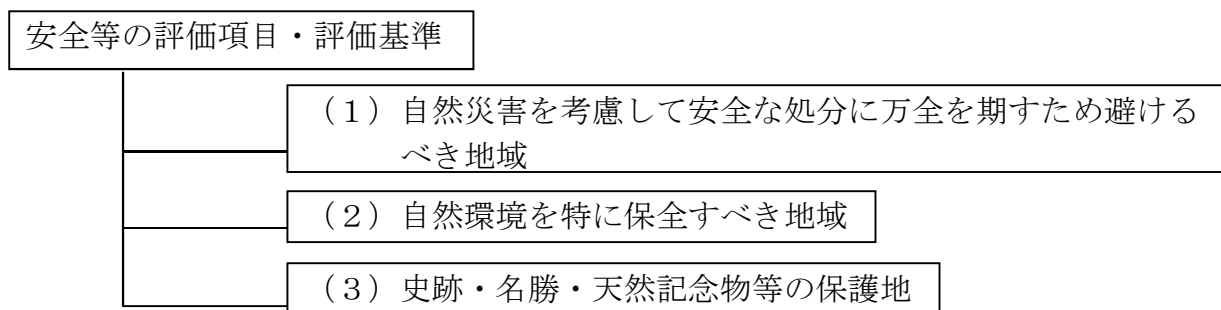 安全等の評価項目・評価基準
（１）自然災害を考慮して安全な処分に万全を期すため避ける
べき地域
（２）自然環境を特に保全すべき地域
（３）史跡・名勝・天然記念物等の保護地